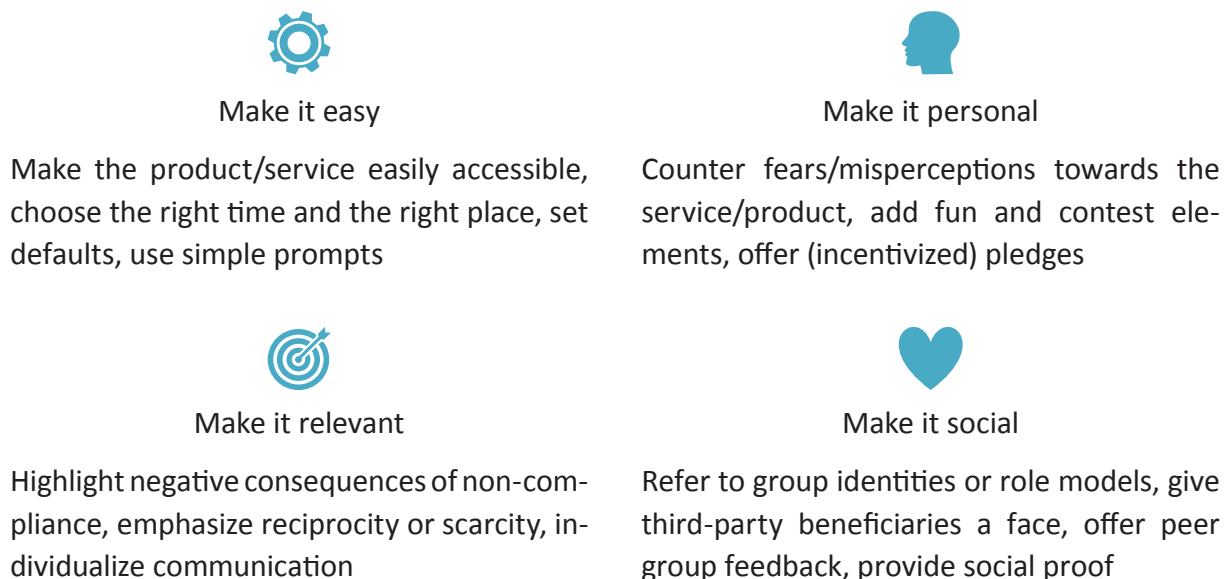 Make it easy
Make the product/service easily accessible,
choose the right time and the right place, set
defaults, use simple prompts
Make it personal
Counter fears/misperceptions towards the
service/product, add fun and contest ele-
ments, offer (incentivized) pledges
Make it relevant
Highlight negative consequences of non-com-
pliance, emphasize reciprocity or scarcity, in-
dividualize communication
Make it social
Refer to group identities or role models, give
third-party beneficiaries a face, offer peer
group feedback, provide social proof